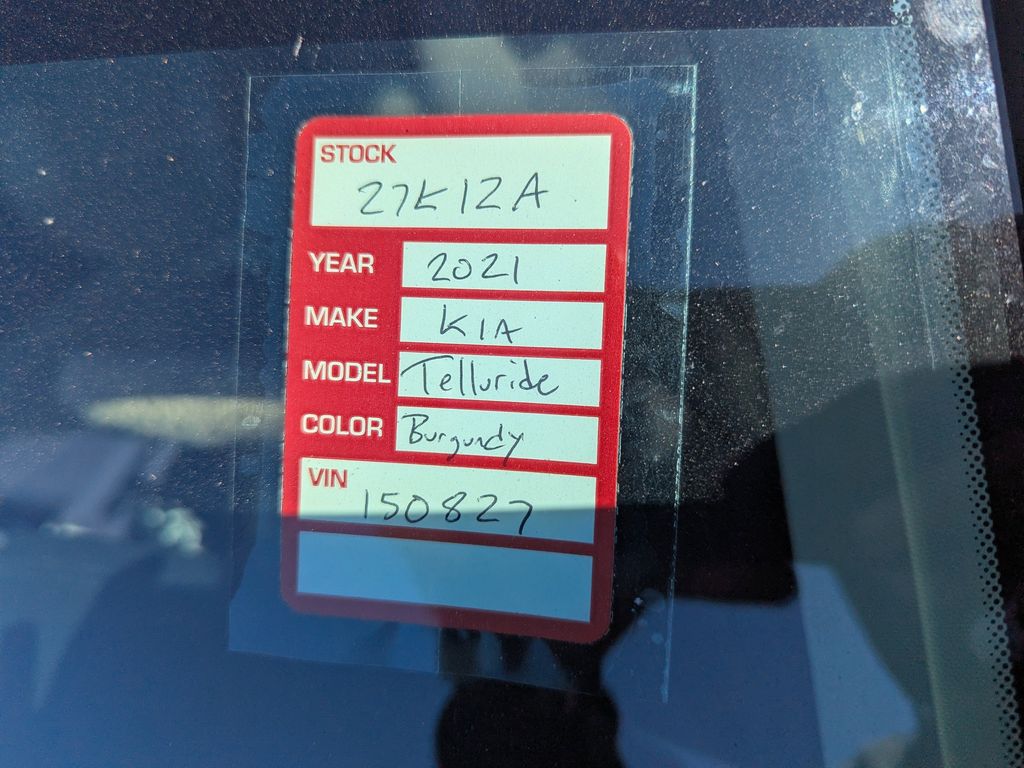 STOCK
27K12A
YEAR 2021
MAKE KIA
MODEL Telluride
COLOR Burgundy
VIN
150827